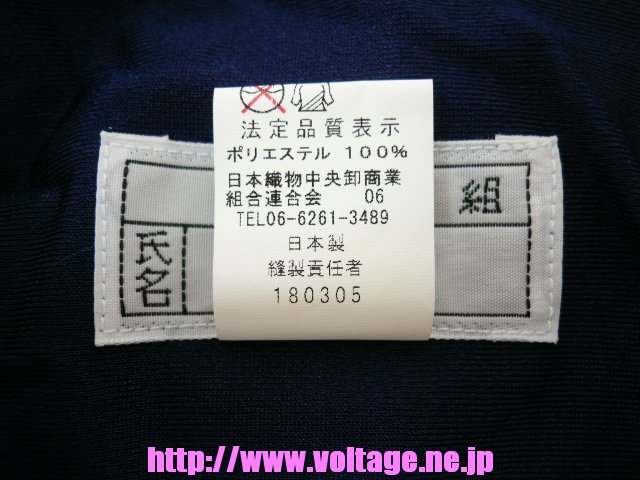 法定品質表示
ポリエステル 100%
日本織物中央卸商業
組合連合会 06
TEL06-6261-3489
日本製
縫製責任者
180305
組
氏名
http://www.voltage.ne.jp